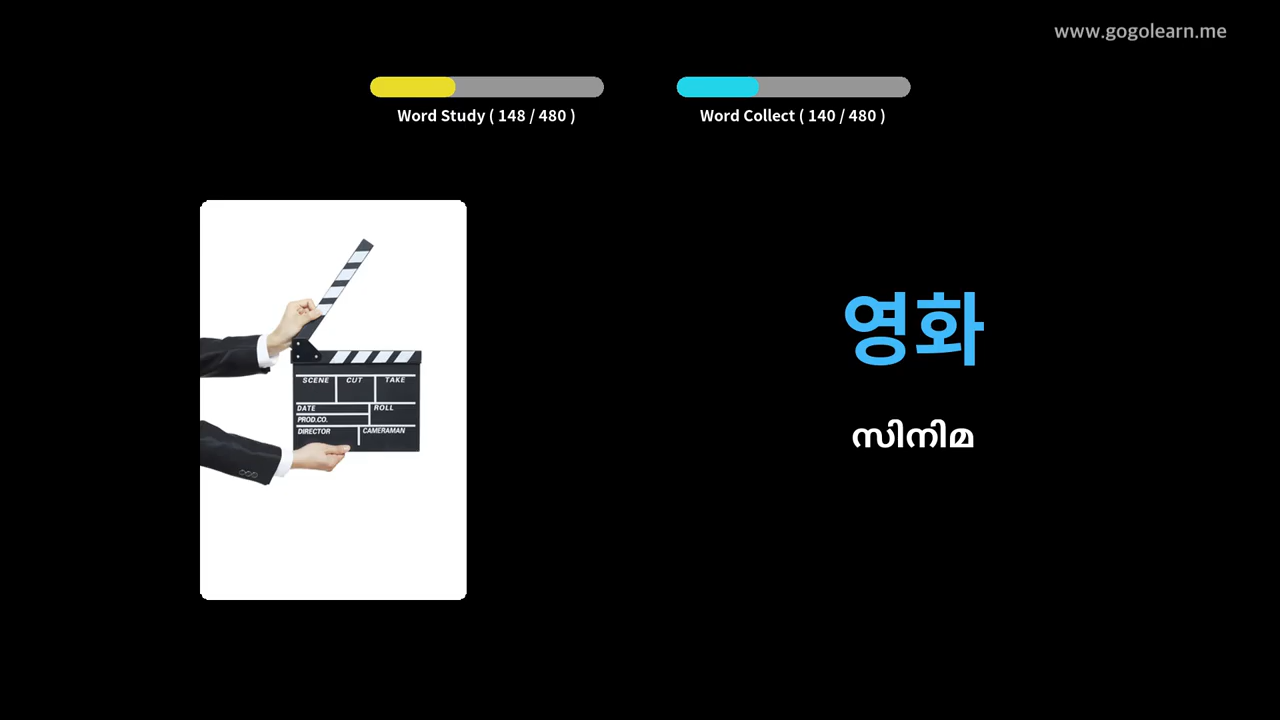 www.gogolearn.me
Word Study ( 148 / 480 )
Word Collect ( 140 / 480 )
SCENE CUT TAKE
DATE ROLL
PROD.CO.
DIRECTOR CAMERAMAN
영화
സിനിമ